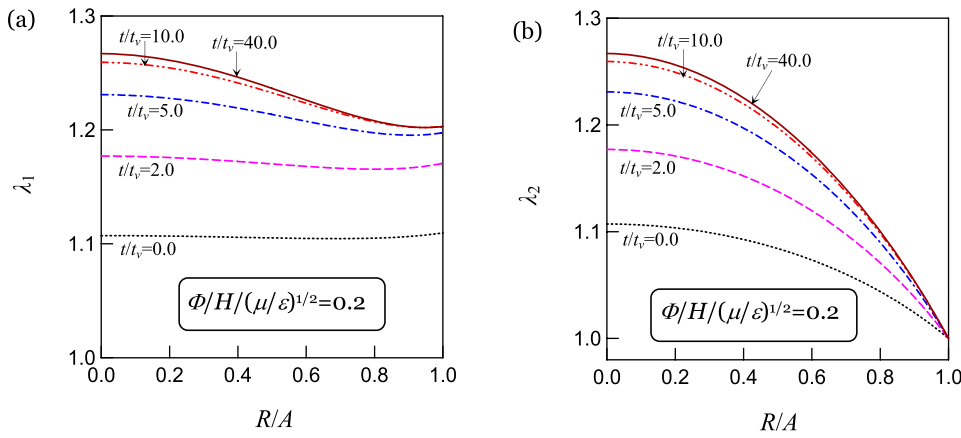 (a)
1.3
1.2
1.1
1.0
λ1
t/tv=10.0
t/tv=40.0
t/tv=5.0
t/tv=2.0
t/tv=0.0
Φ/H/(μ/ε)1/2=0.2
0.0 0.2 0.4 0.6 0.8 1.0
R/A
(b)
1.3
1.2
1.1
1.0
λ2
t/tv=10.0
t/tv=40.0
t/tv=5.0
t/tv=2.0
t/tv=0.0
Φ/H/(μ/ε)1/2=0.2
0.0 0.2 0.4 0.6 0.8 1.0
R/A